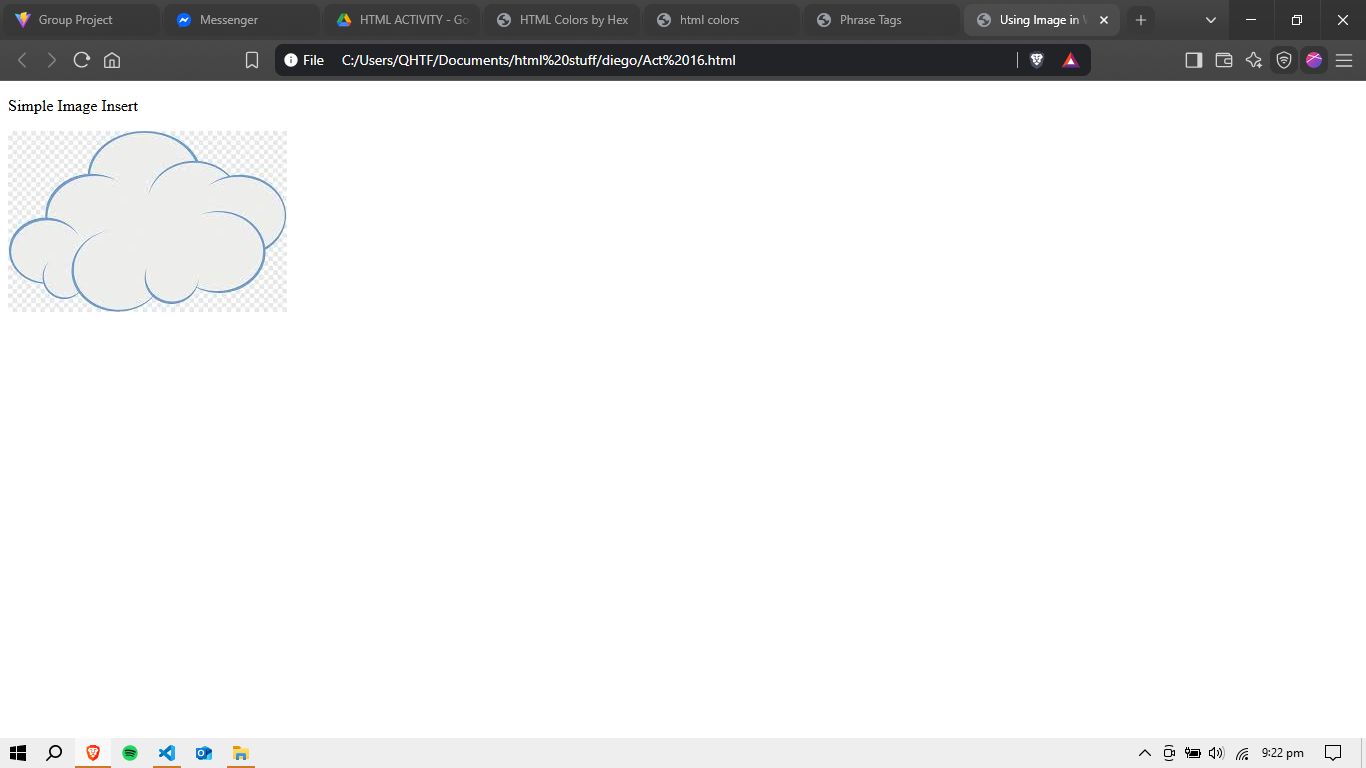 Group Project
Messenger
HTML ACTIVITY - Go
HTML Colors by Hex
html colors
Phrase Tags
Using Image in
File
C:/Users/QHTF/Documents/html%20stuff/diego/Act%2016.html
Simple Image Insert
9:22 pm